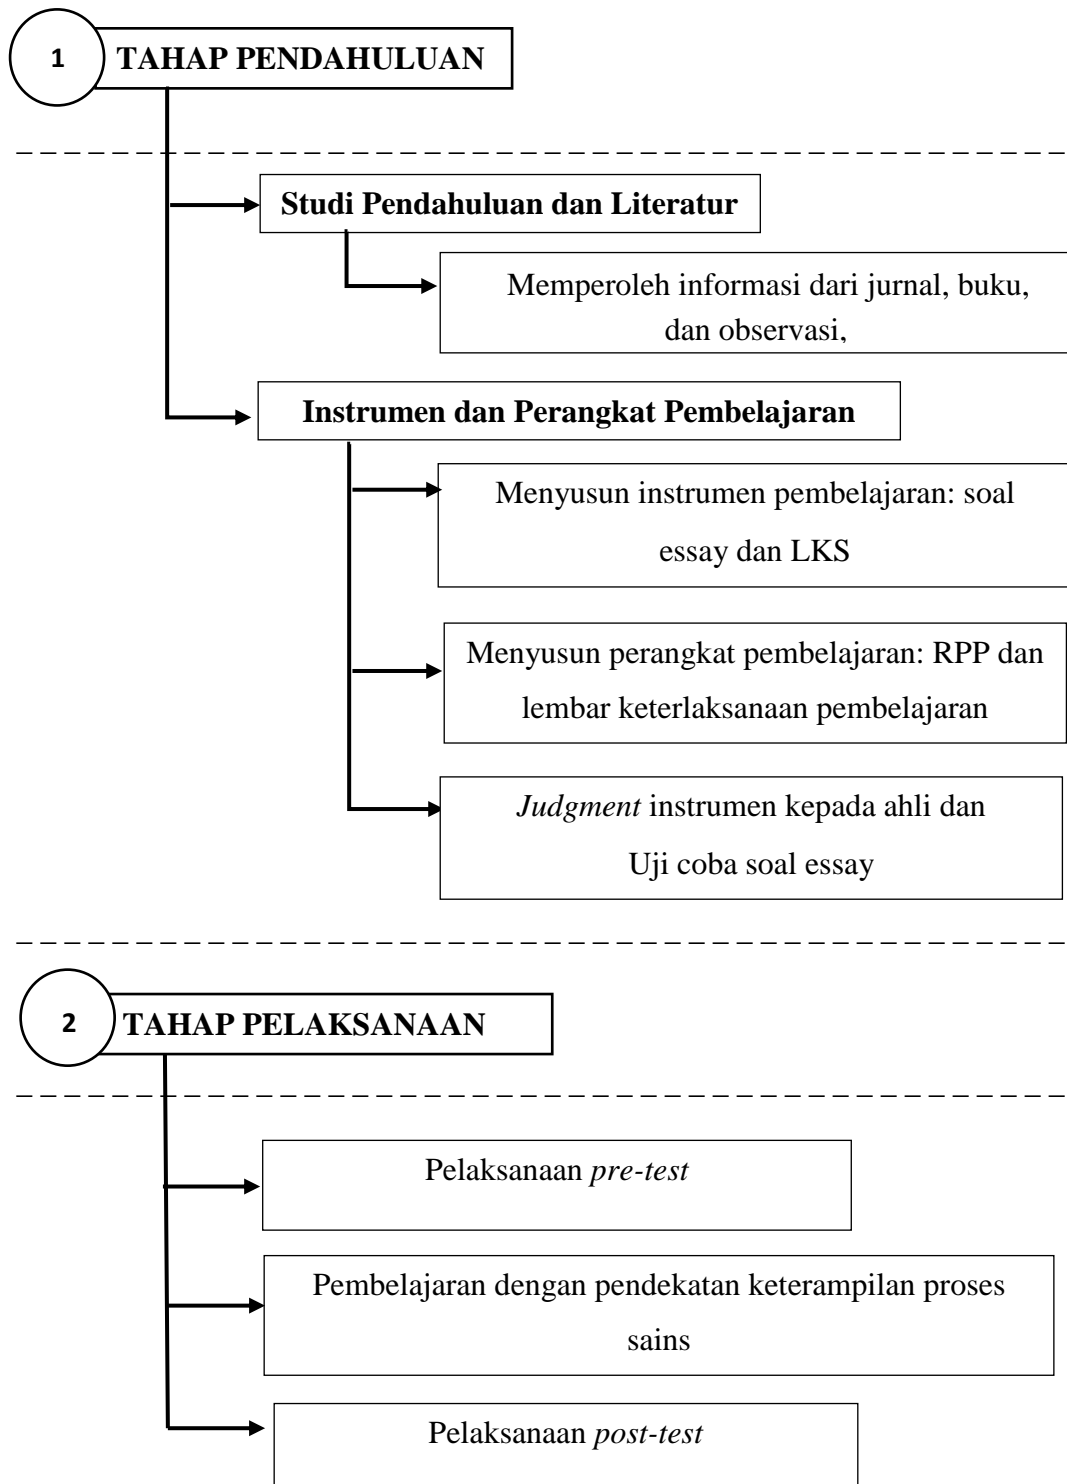 1
TAHAP PENDAHULUAN
Studi Pendahuluan dan Literatur
Memperoleh informasi dari jurnal, buku,
dan observasi,
Instrumen dan Perangkat Pembelajaran
Menyusun instrumen pembelajaran: soal
essay dan LKS
Menyusun perangkat pembelajaran: RPP dan
lembar keterlaksanaan pembelajaran
Judgment instrumen kepada ahli dan
Uji coba soal essay
2
TAHAP PELAKSANAAN
Pelaksanaan pre-test
Pembelajaran dengan pendekatan keterampilan proses
sains
Pelaksanaan post-test